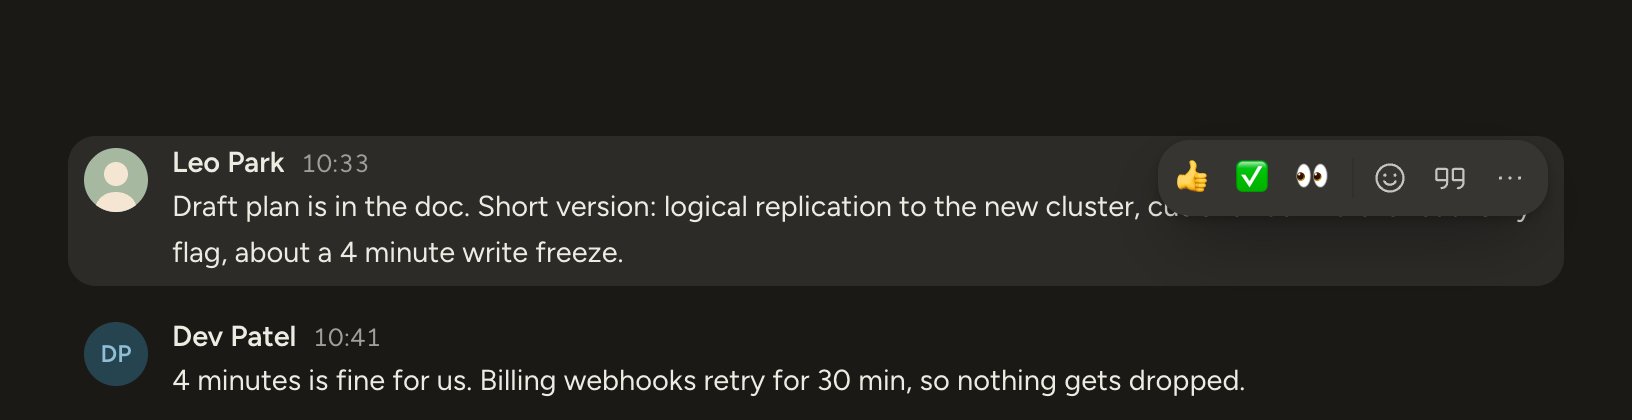 Leo Park 10:33
Draft plan is in the doc. Short version: logical replication to the new cluster,
flag, about a 4 minute write freeze.
DP
Dev Patel 10:41
4 minutes is fine for us. Billing webhooks retry for 30 min, so nothing gets dropped.